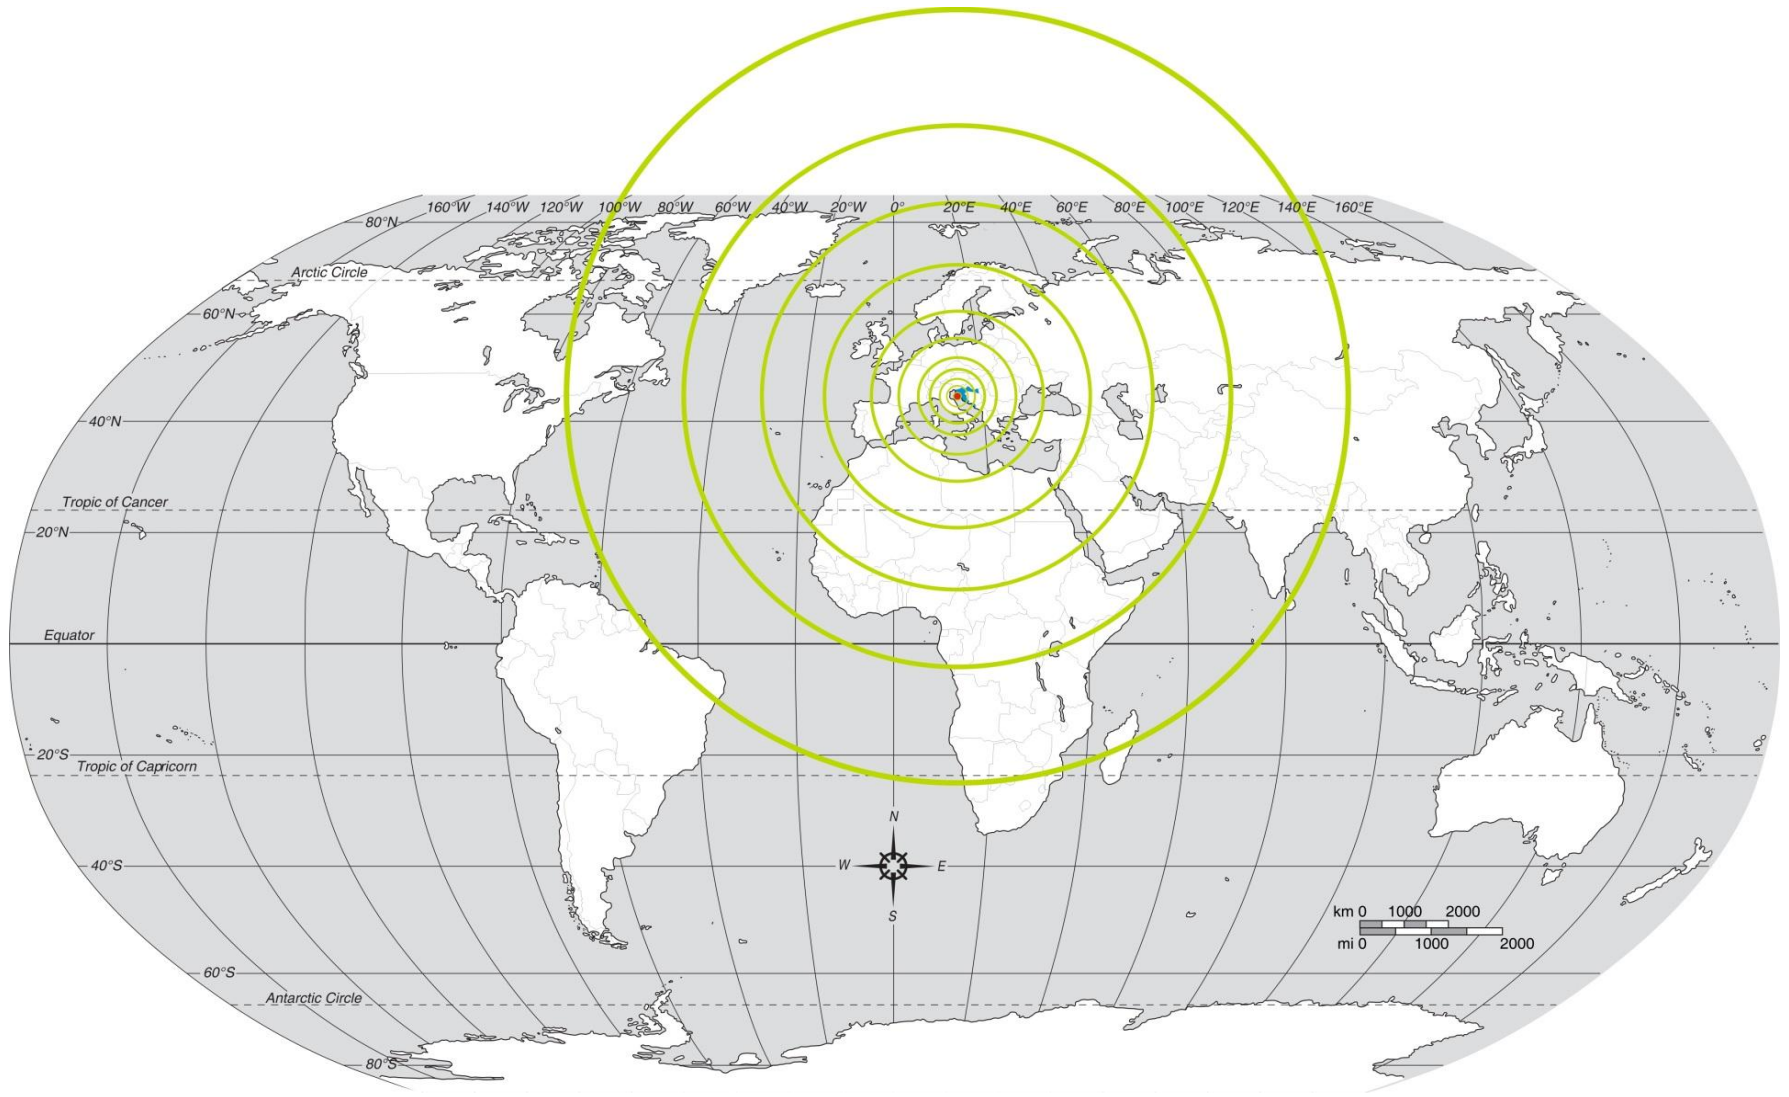 160°W 140°W 120°W 100°W 80°W 60°W 40°W 20°W 0° 20°E 40°E 60°E 80°E 100°E 120°E 140°E 160°E
80°N
Arctic Circle
60°N
40°N
Tropic of Cancer
20°N
Equator
20°S
Tropic of Capricorn
N
40°S
W E
S
km 0 1000 2000
mi 0 1000 2000
60°S
Antarctic Circle
80°S